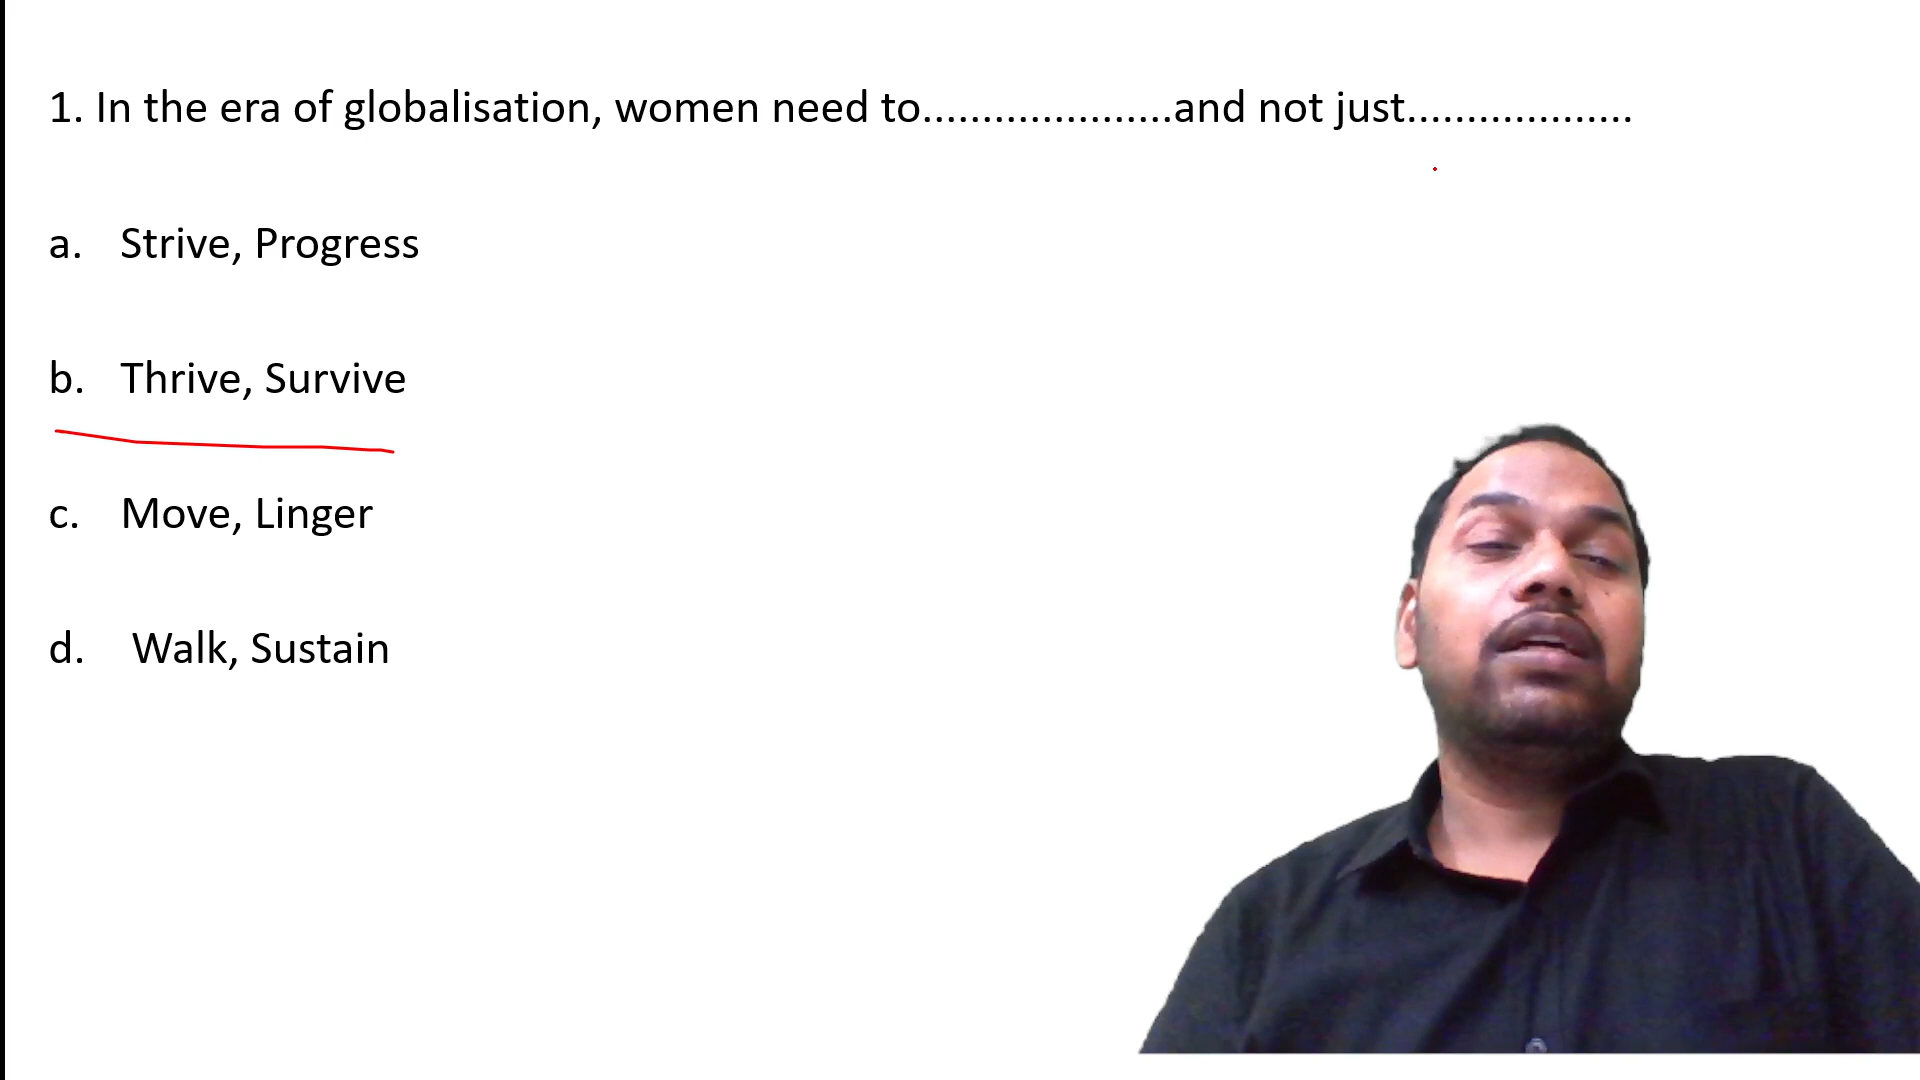 1. In the era of globalisation, women need to.....................and not just...................
a. Strive, Progress
b. Thrive, Survive
c. Move, Linger
d. Walk, Sustain